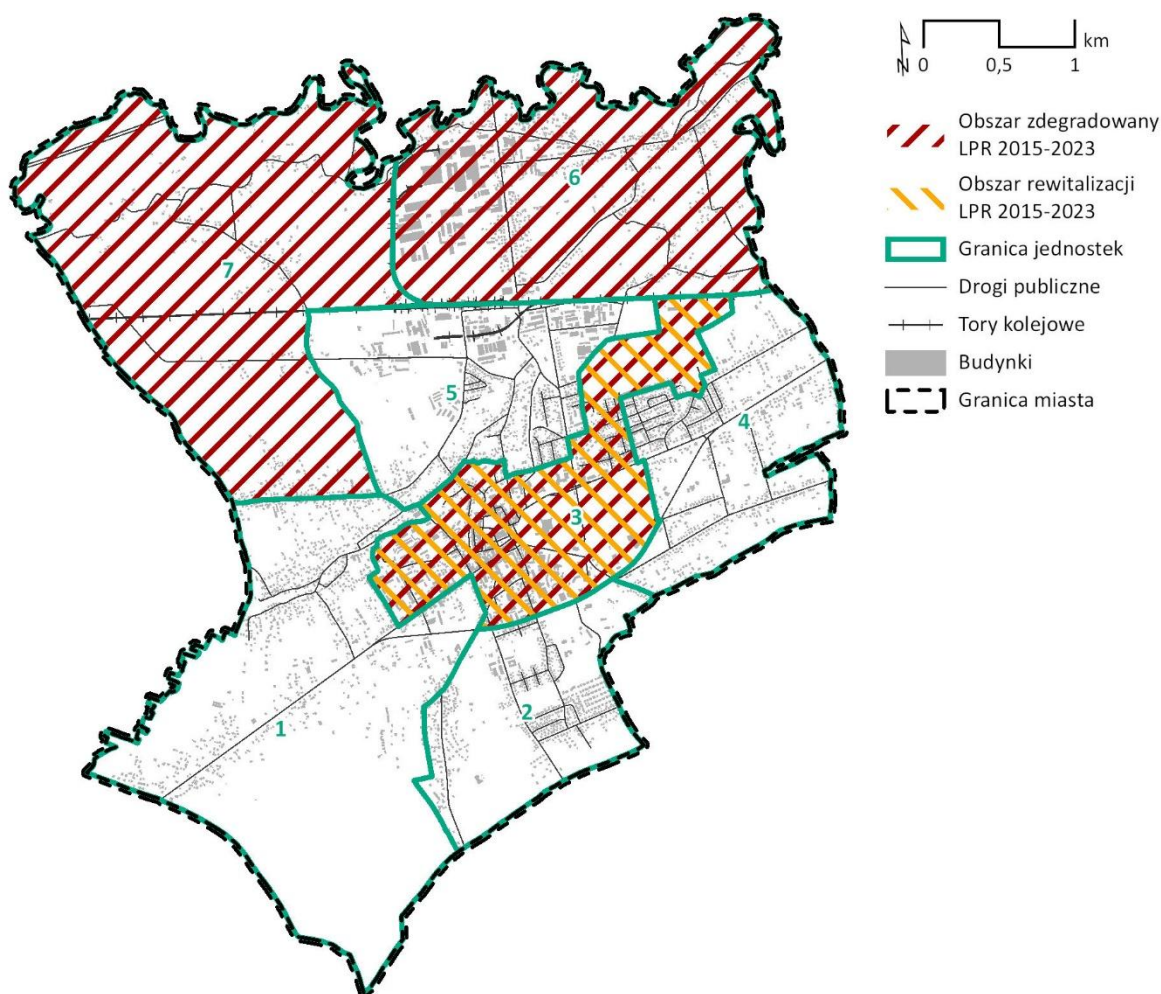 N
0
0,5
1
km
Obszar zdegradowany
LPR 2015-2023
Obszar rewitalizacji
LPR 2015-2023
Granica jednostek
Drogi publiczne
Tory kolejowe
Budynki
Granica miasta
6
7
5
4
3
1
2